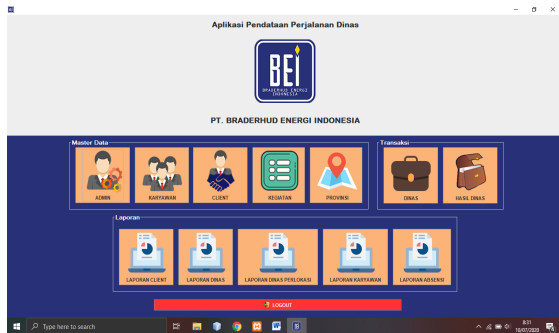 BEI
Aplikasi Pendataan Perjalanan Dinas
BEI
BRADERHUD ENERGI
INDONESIA
PT. BRADERHUD ENERGI INDONESIA
Master Data
Transaksi
ADMIN
KARYAWAN
CLIENT
KEGIATAN
PROVINSI
DINAS
HASIL DINAS
Laporan
LAPORAN CLIENT
LAPORAN DINAS
LAPORAN DINAS PERLOKASI
LAPORAN KARYAWAN
LAPORAN ABSENSI
LOGOUT
Type here to search
8:31
10/07/2020